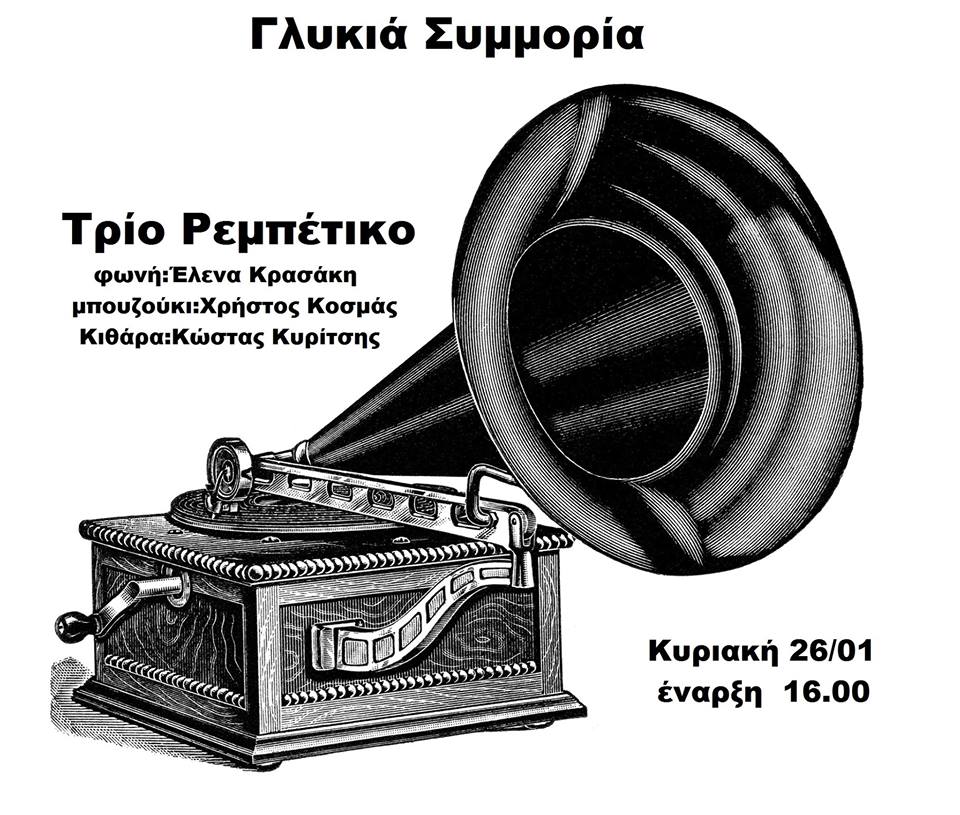 Γλυκιά Συμμορία
Τρίο Ρεμπέτικο
φωνή:Έλενα Κρασάκη
μπουζούκι:Χρήστος Κοσμάς
Κιθάρα:Κώστας Κυρίτσης
Κυριακή 26/01
έναρξη 16.00